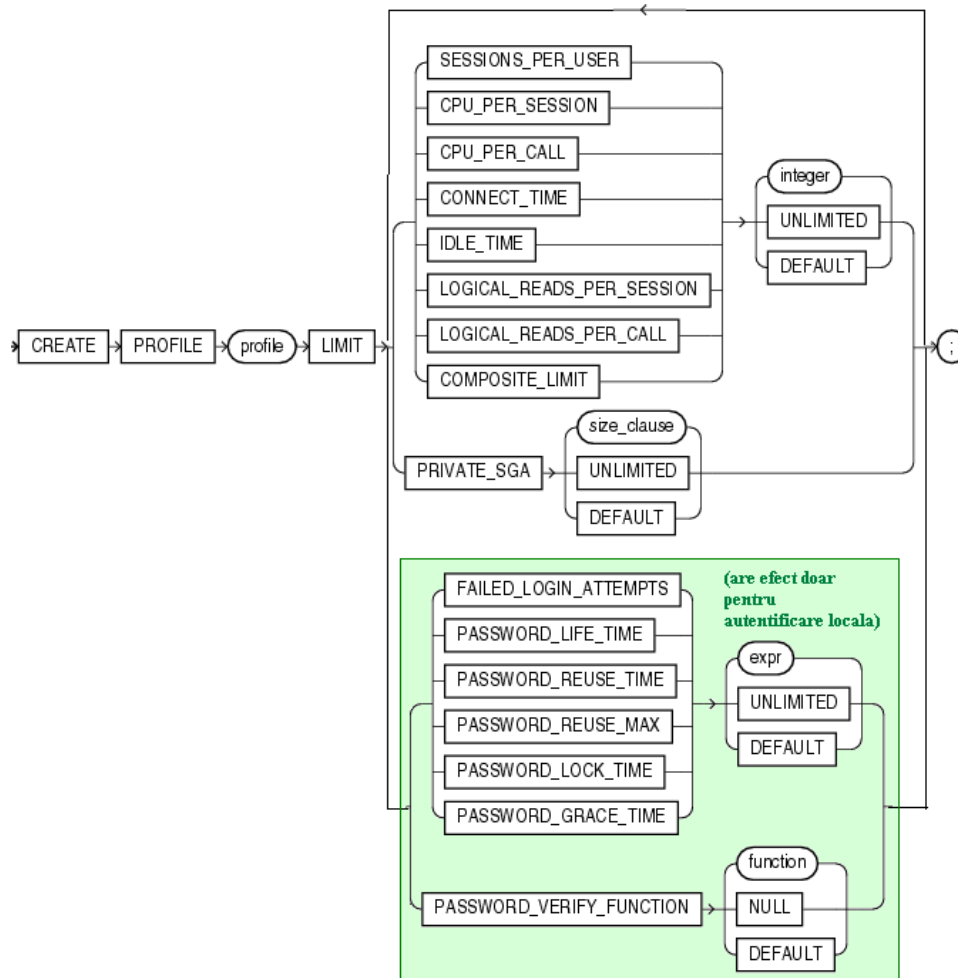 SESSIONS_PER_USER
CPU_PER_SESSION
CPU_PER_CALL
CONNECT_TIME
IDLE_TIME
LOGICAL_READS_PER_SESSION
LOGICAL_READS_PER_CALL
COMPOSITE_LIMIT
integer
UNLIMITED
DEFAULT
CREATE PROFILE profile LIMIT
;
PRIVATE_SGA
size_clause
UNLIMITED
DEFAULT
(are efect doar
pentru
autentificare locala)
FAILED_LOGIN_ATTEMPTS
PASSWORD_LIFE_TIME
PASSWORD_REUSE_TIME
PASSWORD_REUSE_MAX
PASSWORD_LOCK_TIME
PASSWORD_GRACE_TIME
expr
UNLIMITED
DEFAULT
PASSWORD_VERIFY_FUNCTION
function
NULL
DEFAULT